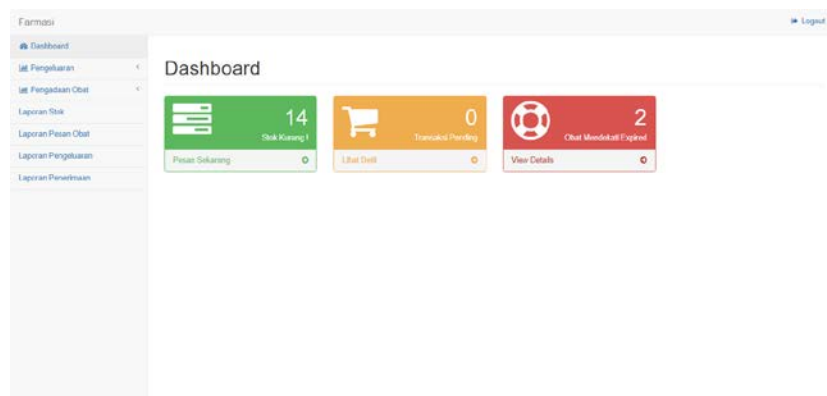 Farmasi
Logout
Dashboard
Pengeluaran
Pengadaan Obat
Laporan Stok
Laporan Pesan Obat
Laporan Pengeluaran
Laporan Penerimaan
Dashboard
14
Stok Kurang !
Pesan Sekarang
0
Transaksi Pending
Lihat Detil
2
Obat Mendekati Expired
View Details